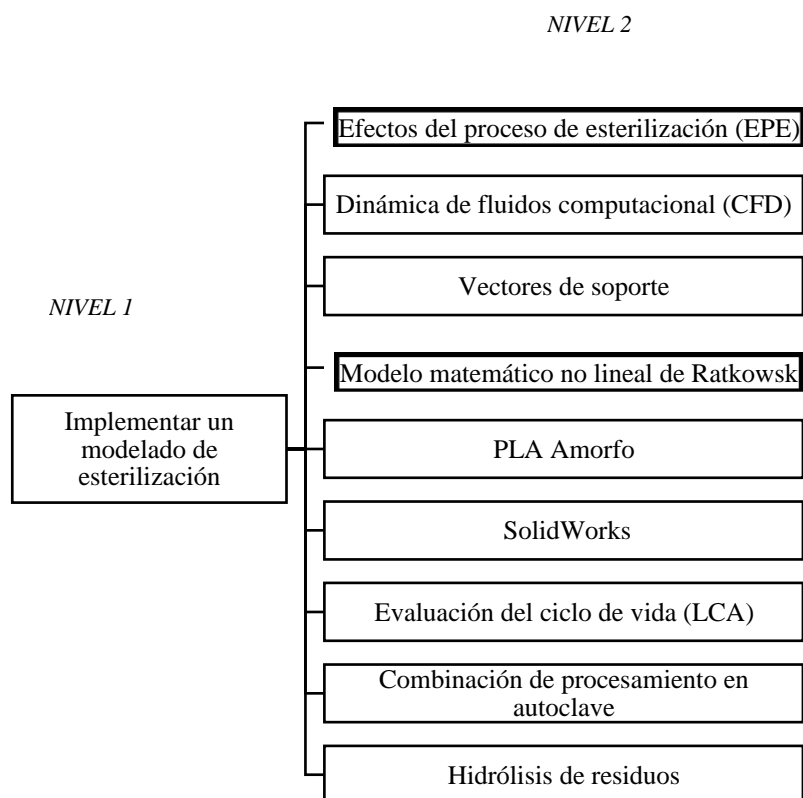 NIVEL 2
Efectos del proceso de esterilización (EPE)
Dinámica de fluidos computacional (CFD)
Vectores de soporte
NIVEL 1
Modelo matemático no lineal de Ratkowsk
Implementar un
modelado de
esterilización
PLA Amorfo
SolidWorks
Evaluación del ciclo de vida (LCA)
Combinación de procesamiento en
autoclave
Hidrólisis de residuos